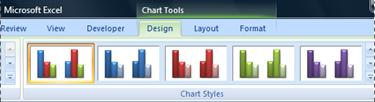 Microsoft Excel Chart Tools
Review View Developer Design Layout Format
Chart Styles